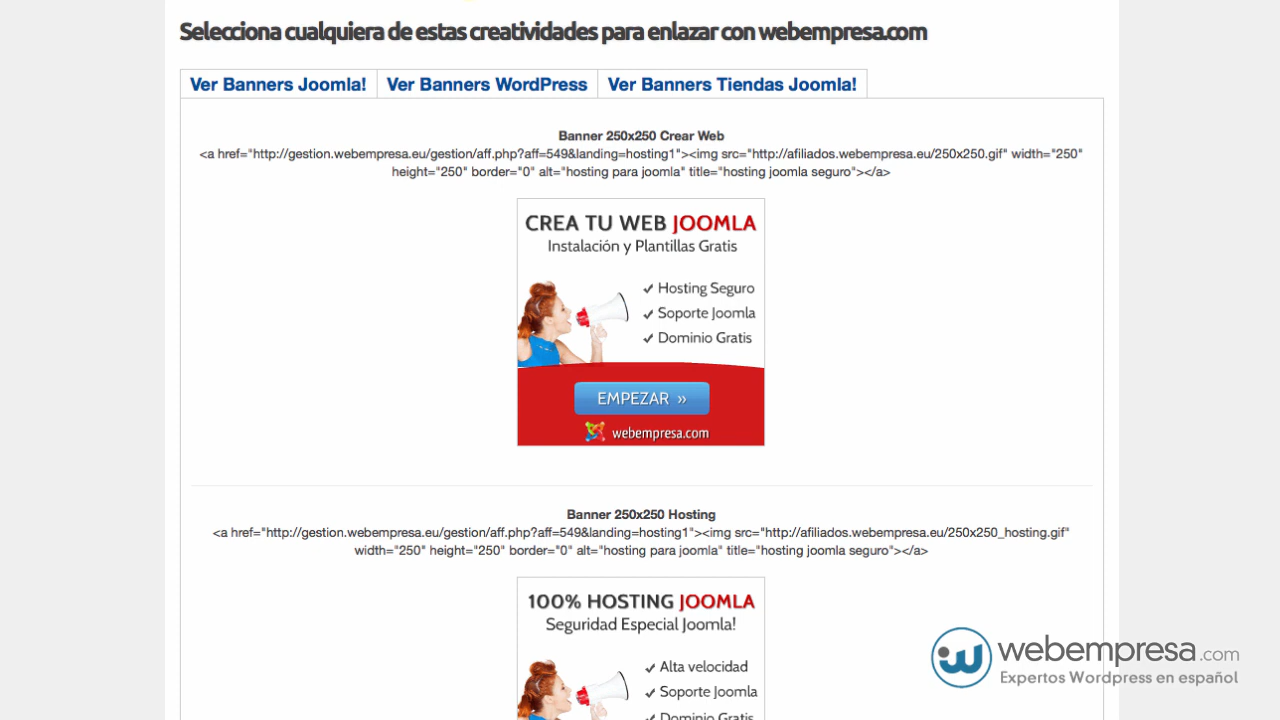 Selecciona cualquiera de estas creatividades para enlazar con webempresa.com
Ver Banners Joomla!
Ver Banners WordPress
Ver Banners Tiendas Joomla!
Banner 250x250 Crear Web
<a href="http://gestion.webempresa.eu/gestion/aff.php?aff=549&landing=hosting1"><img src="http://afiliados.webempresa.eu/250x250.gif" width="250"
height="250" border="0" alt="hosting para joomla" title="hosting joomla seguro"></a>
CREA TU WEB JOOMLA
Instalación y Plantillas Gratis
✓ Hosting Seguro
✓ Soporte Joomla
✓ Dominio Gratis
EMPEZAR »
webempresa.com
Banner 250x250 Hosting
<a href="http://gestion.webempresa.eu/gestion/aff.php?aff=549&landing=hosting1"><img src="http://afiliados.webempresa.eu/250x250_hosting.gif"
width="250" height="250" border="0" alt="hosting para joomla" title="hosting joomla seguro"></a>
100% HOSTING JOOMLA
Seguridad Especial Joomla!
✓ Alta velocidad
✓ Soporte Joomla
✓ Dominio Gratis
webempresa.com
Expertos Wordpress en español